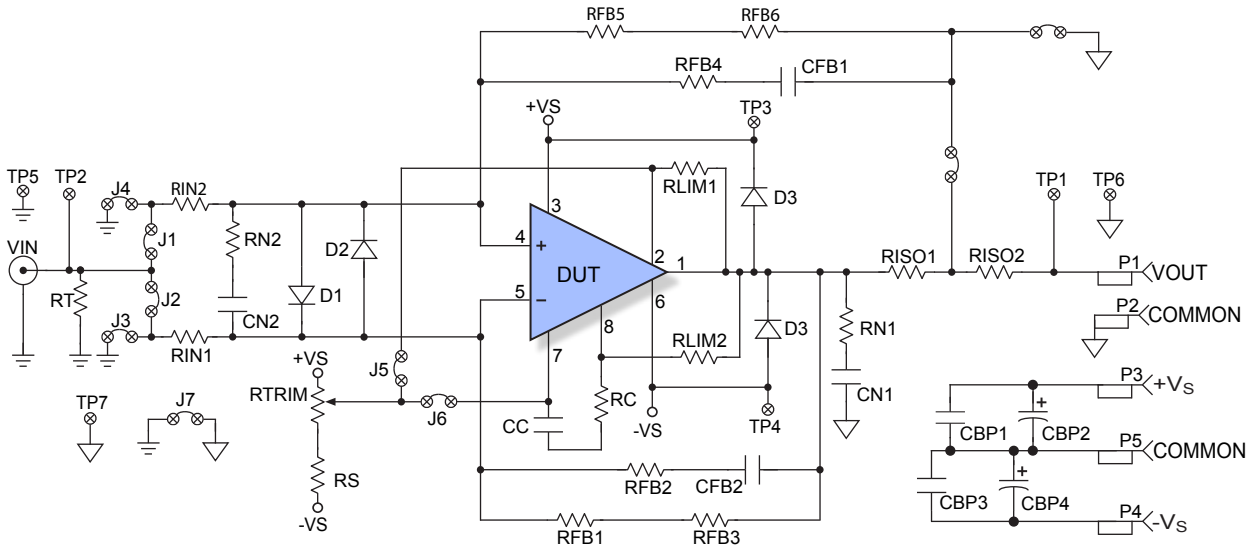 RFB5 RFB6
RFB4 CFB1
+VS
TP3
TP5 TP2 J4 RIN2
RLIM1
D3
TP1 TP6
J1 RN2 D2
3
4 + 2
1
VIN
DUT
RISO1 RISO2
P1 VOUT
RT J2 CN2 D1
5 − 6
8
P2 COMMON
J3 RIN1
RLIM2 D3 RN1
+VS J5 7
RTRIM
J6
CC RC
-VS
TP4
CN1
P3 +VS
CBP1 + CBP2
TP7 J7
P5 COMMON
RS
RFB2 CFB2
CBP3 + CBP4
-VS
P4 -VS
RFB1 RFB3